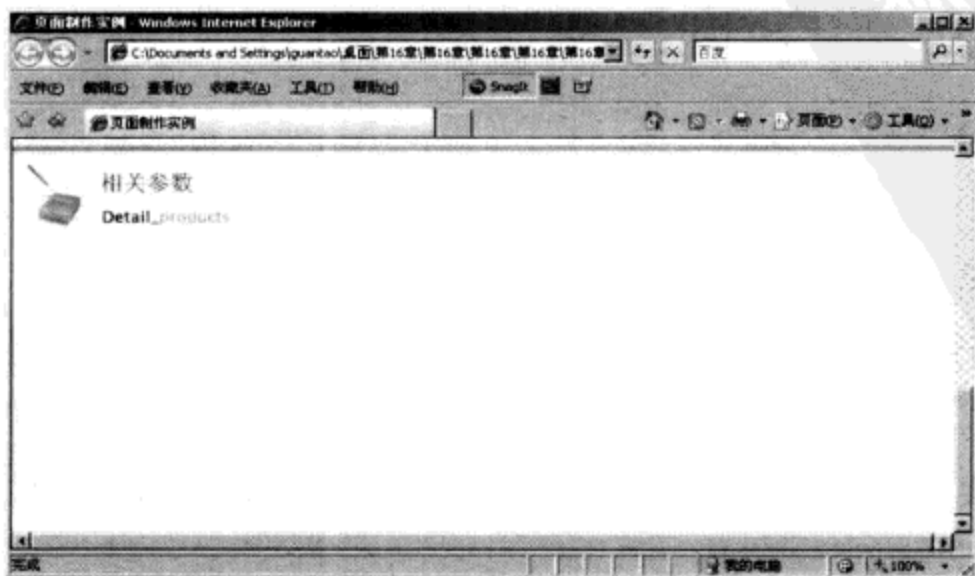 页面制作实例 - Windows Internet Explorer
C:\Documents and Settings\guantao\桌面\第16章\第16章\第16章\第16章\第16章
百度
文件(F) 编辑(E) 查看(V) 收藏夹(A) 工具(T) 帮助(H) SnagIt
页面制作实例
页面(P) 工具(O)
相关参数
Detail_products
完成
我的电脑
100%